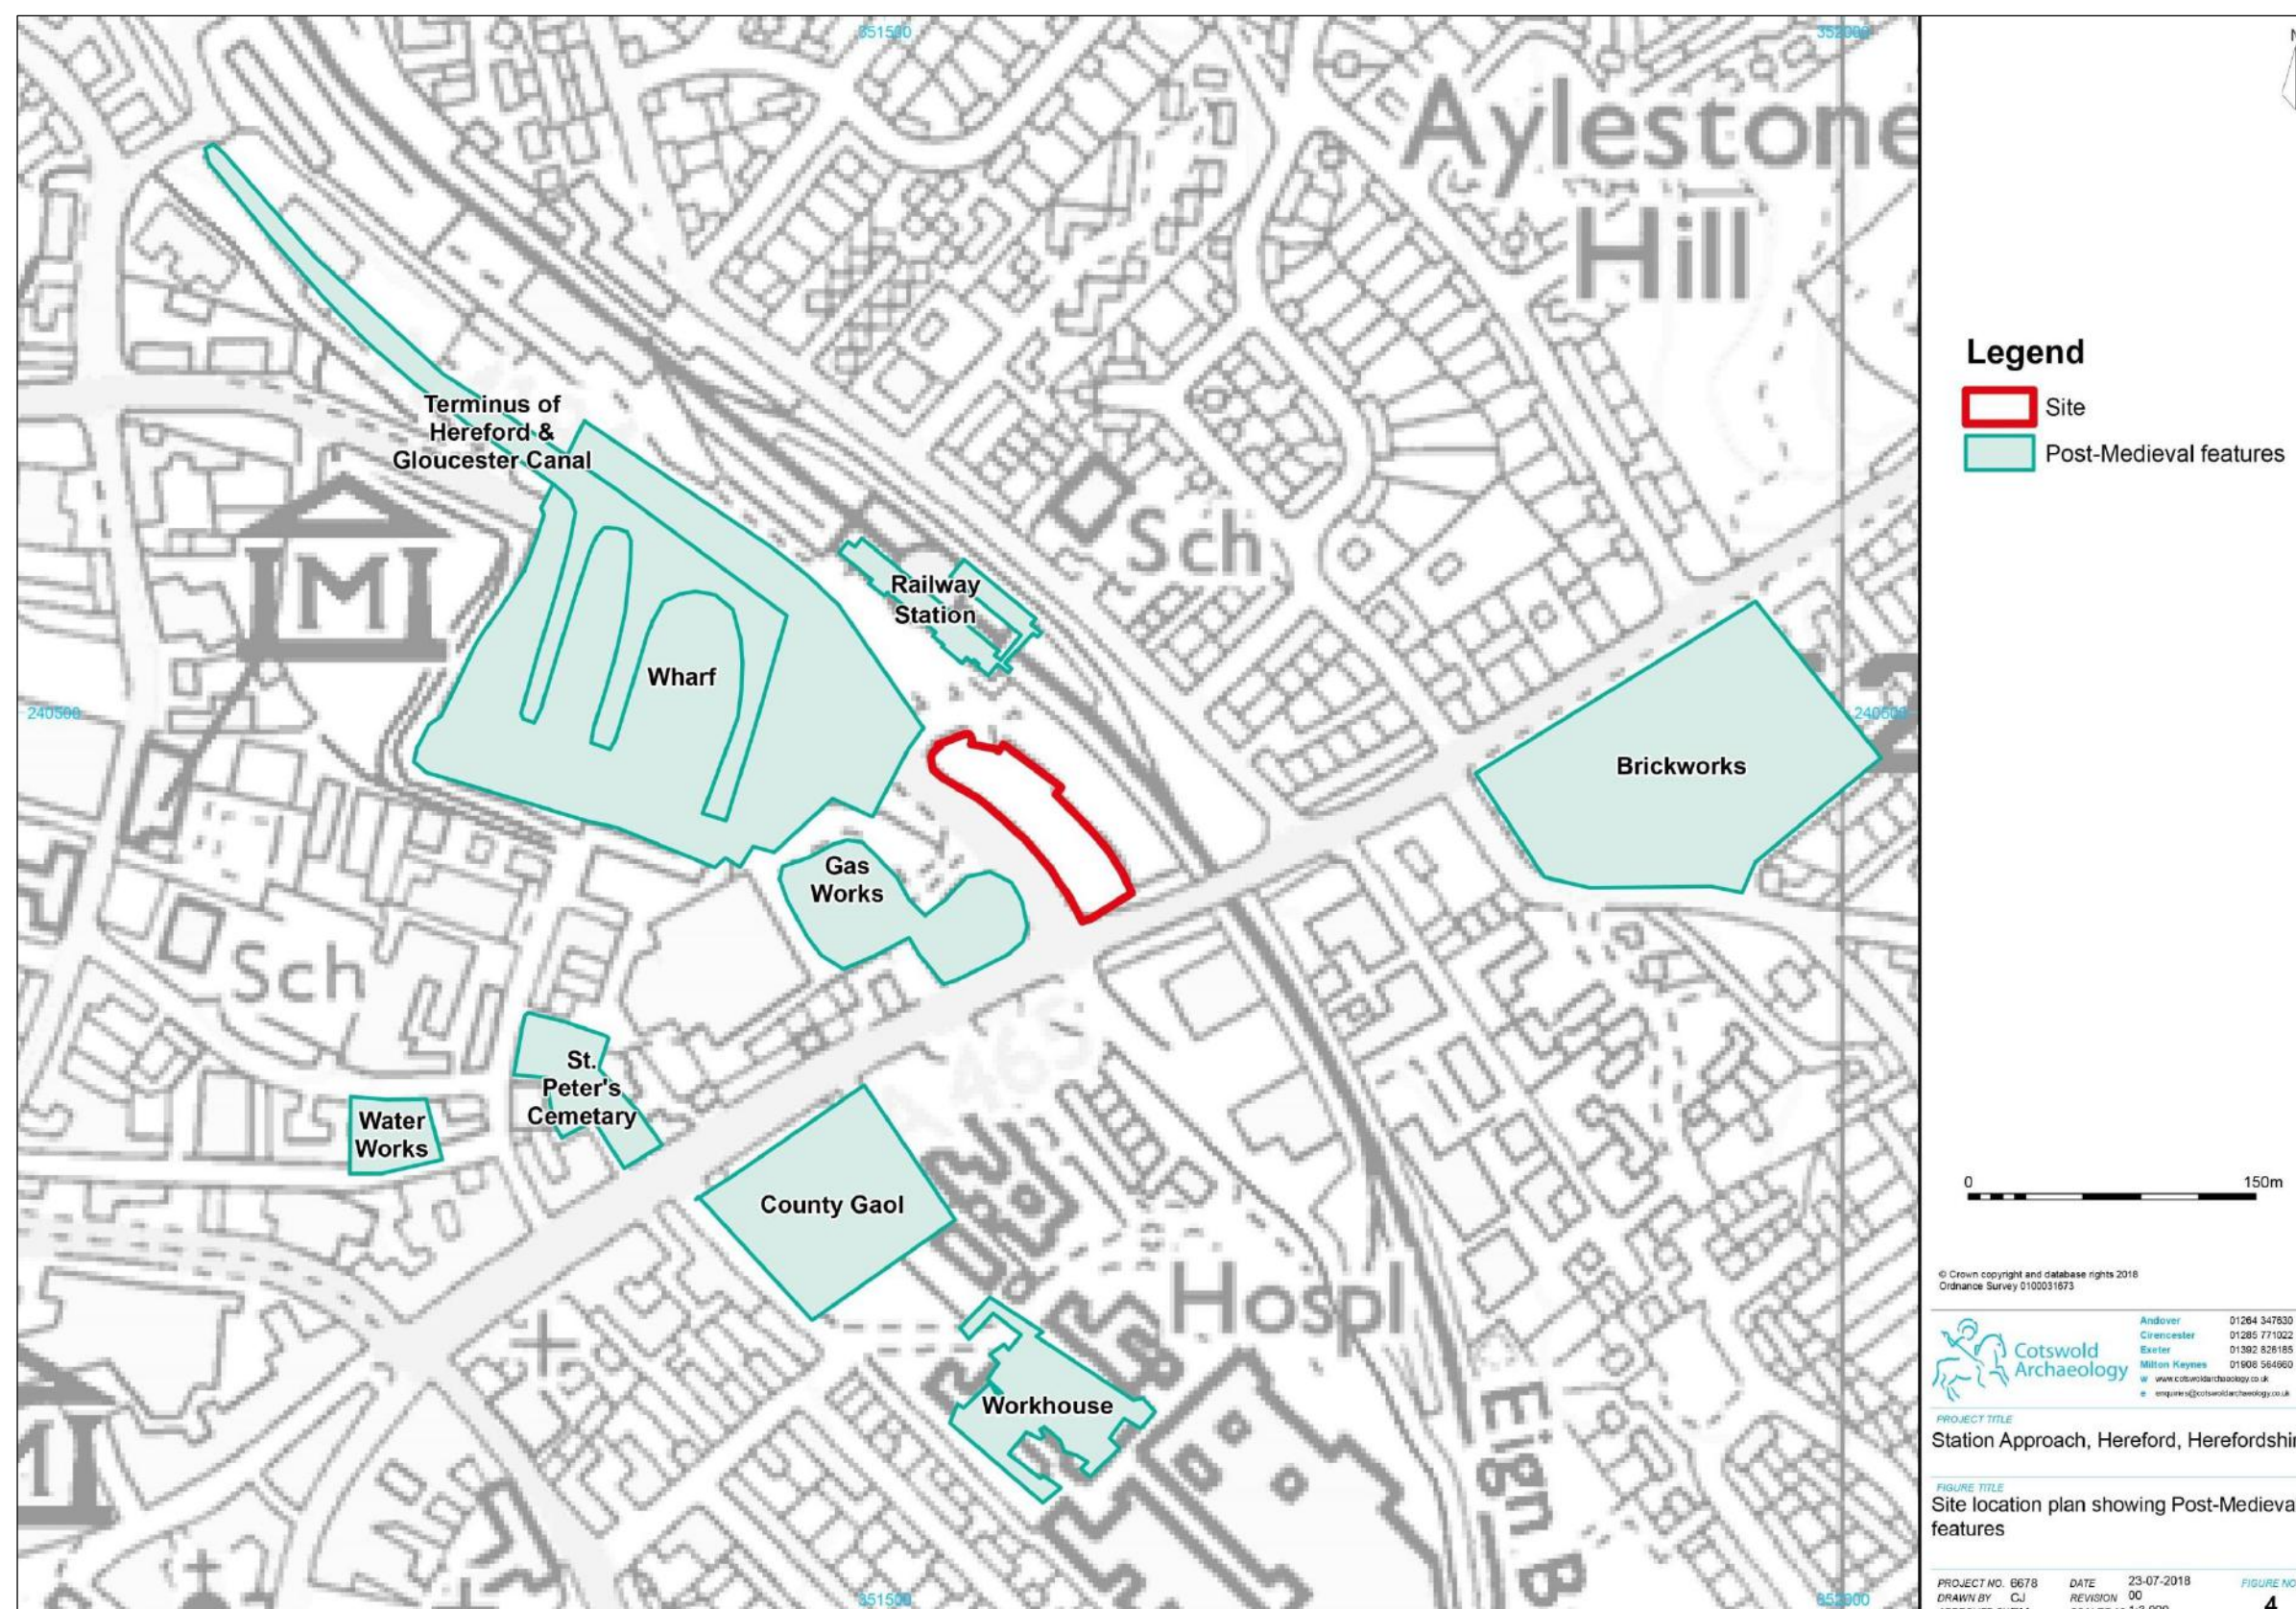 351500
352000
Aylestone
Hill
Terminus of
Hereford &
Gloucester Canal
M
Sch
Railway
Station
Wharf
240500
240500
2
Brickworks
Gas
Works
Sch
A 465
St.
Peter's
Cemetary
Water
Works
County Gaol
Hospl
Workhouse
Eign B
351500
352000
N
Legend
Site
Post-Medieval features
0 150m
© Crown copyright and database rights 2018
Ordnance Survey 0100031673
Cotswold
Archaeology
Andover 01264 347630
Cirencester 01285 771022
Exeter 01392 826185
Milton Keynes 01908 564660
w www.cotswoldarchaeology.co.uk
e enquiries@cotswoldarchaeology.co.uk
PROJECT TITLE
Station Approach, Hereford, Herefordshi
FIGURE TITLE
Site location plan showing Post-Medieva
features
PROJECT NO. 6678 DATE 23-07-2018 FIGURE NO
DRAWN BY CJ REVISION 00
4